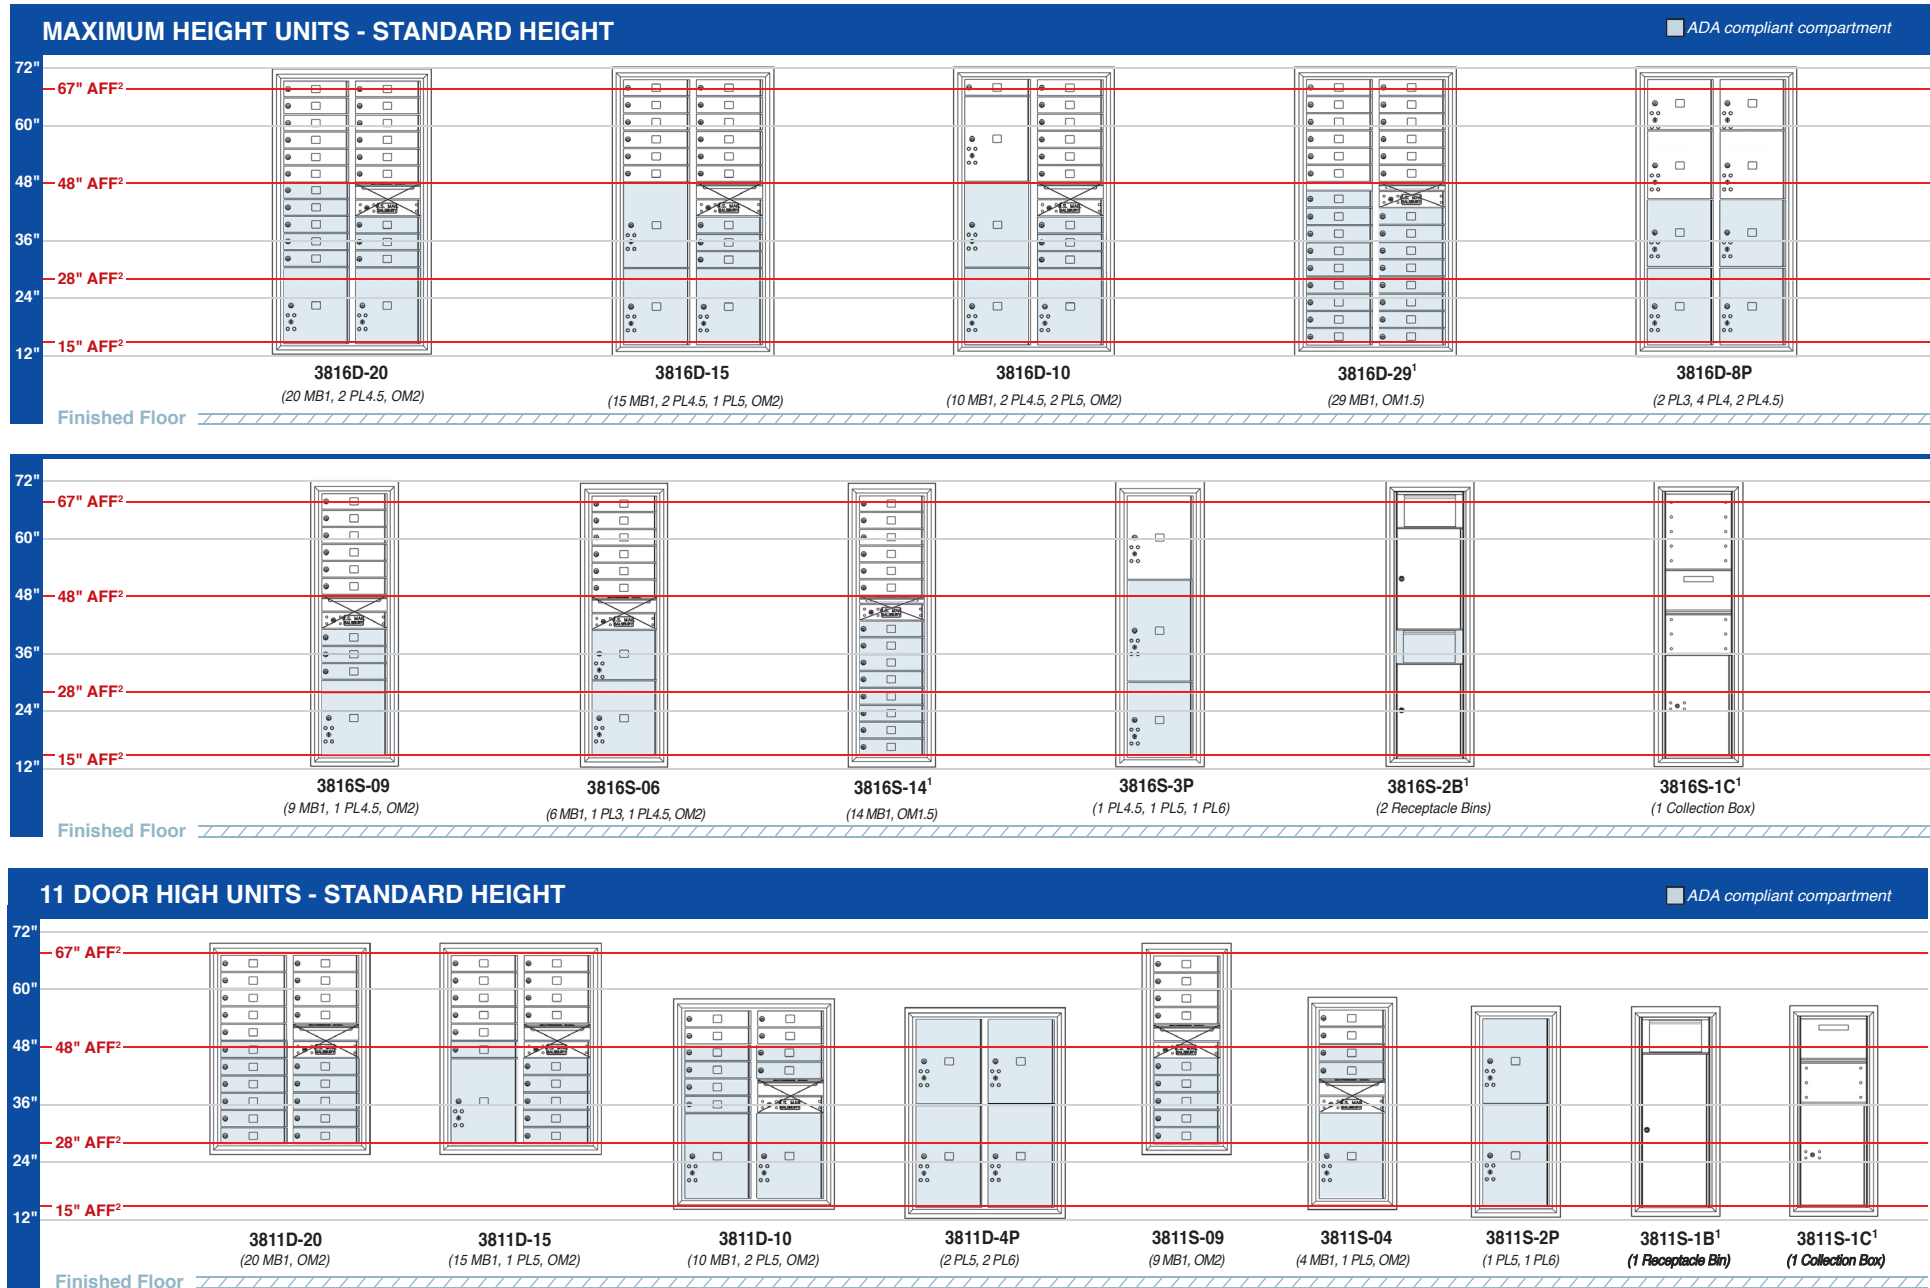 MAXIMUM HEIGHT UNITS - STANDARD HEIGHT
ADA compliant compartment
72"
67" AFF²
60"
48"
48" AFF²
36"
28" AFF²
24"
15" AFF²
12"
U.S. MAIL
SALSBURY
3816D-20
3816D-15
3816D-10
3816D-29¹
3816D-8P
(20 MB1, 2 PL4.5, OM2)
(15 MB1, 2 PL4.5, 1 PL5, OM2)
(10 MB1, 2 PL4.5, 2 PL5, OM2)
(29 MB1, OM1.5)
(2 PL3, 4 PL4, 2 PL4.5)
Finished Floor
72"
67" AFF²
60"
48"
48" AFF²
36"
28" AFF²
24"
15" AFF²
12"
3816S-09
3816S-06
3816S-14¹
3816S-3P
3816S-2B¹
3816S-1C¹
(9 MB1, 1 PL4.5, OM2)
(6 MB1, 1 PL3, 1 PL4.5, OM2)
(14 MB1, OM1.5)
(1 PL4.5, 1 PL5, 1 PL6)
(2 Receptacle Bins)
(1 Collection Box)
Finished Floor
11 DOOR HIGH UNITS - STANDARD HEIGHT
ADA compliant compartment
72"
67" AFF²
60"
48"
48" AFF²
36"
28" AFF²
24"
15" AFF²
12"
3811D-20
3811D-15
3811D-10
3811D-4P
3811S-09
3811S-04
3811S-2P
3811S-1B¹
3811S-1C¹
(20 MB1, OM2)
(15 MB1, 1 PL5, OM2)
(10 MB1, 2 PL5, OM2)
(2 PL5, 2 PL6)
(9 MB1, OM2)
(4 MB1, 1 PL5, OM2)
(1 PL5, 1 PL6)
(1 Receptacle Bin)
(1 Collection Box)
Finished Floor